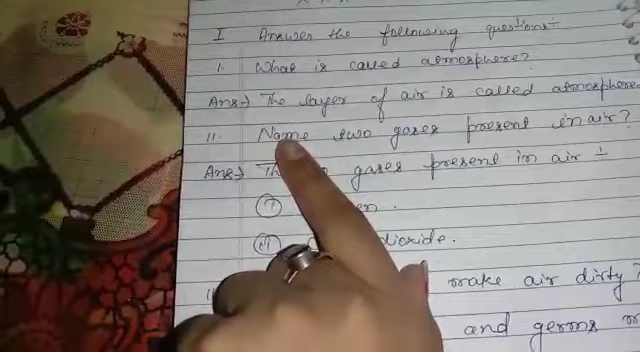 I Answer the following questions:-
1. What is called atmosphere?
Ans:-) The layer of air is called atmosphere
11. Name two gases present in air?
Ans:-) gases present in air :-
(I)
(II) dioxide.
make air dirty?
and germs